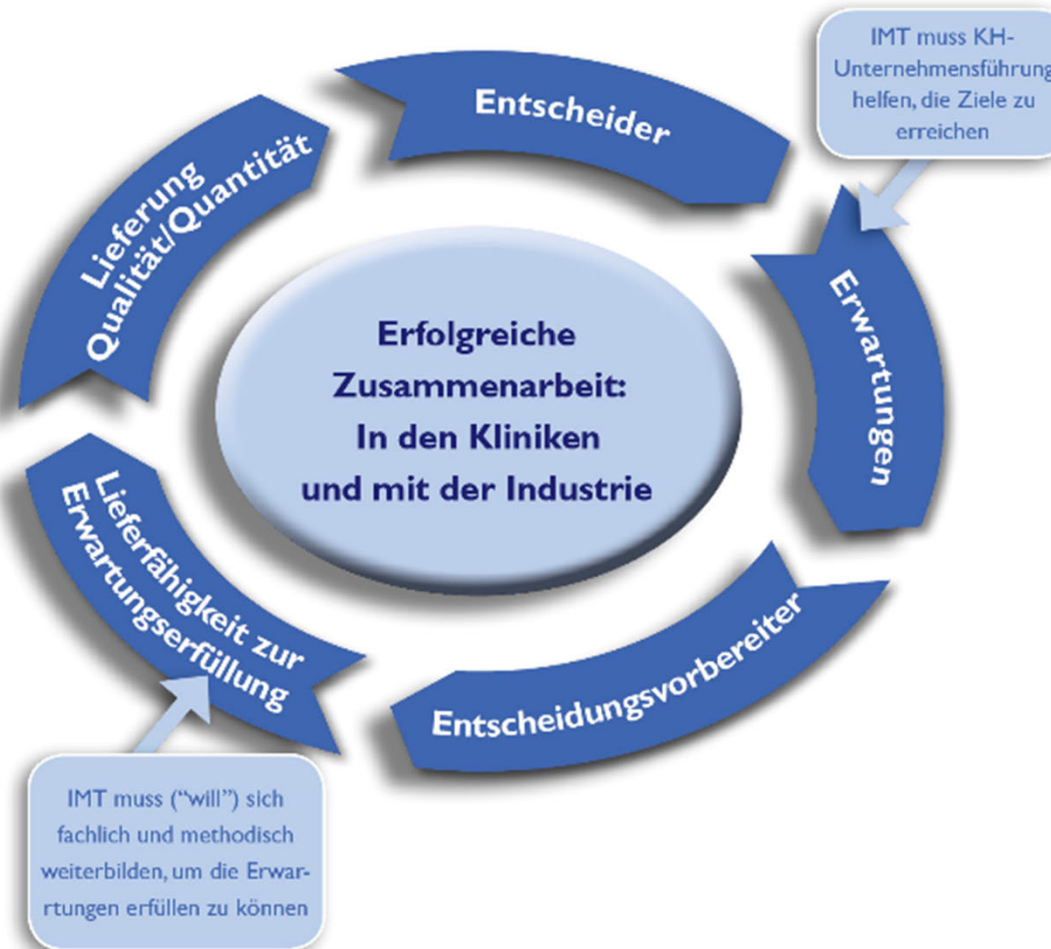 IMT muss KH-
Unternehmensführung
helfen, die Ziele zu
erreichen
Entscheider
Erwartungen
Entscheidungsvorbereiter
Lieferfähigkeit zur
Erwartungserfüllung
Lieferung
Qualität/Quantität
Erfolgreiche
Zusammenarbeit:
In den Kliniken
und mit der Industrie
IMT muss (“will”) sich
fachlich und methodisch
weiterbilden, um die Erwar-
rtungen erfüllen zu können